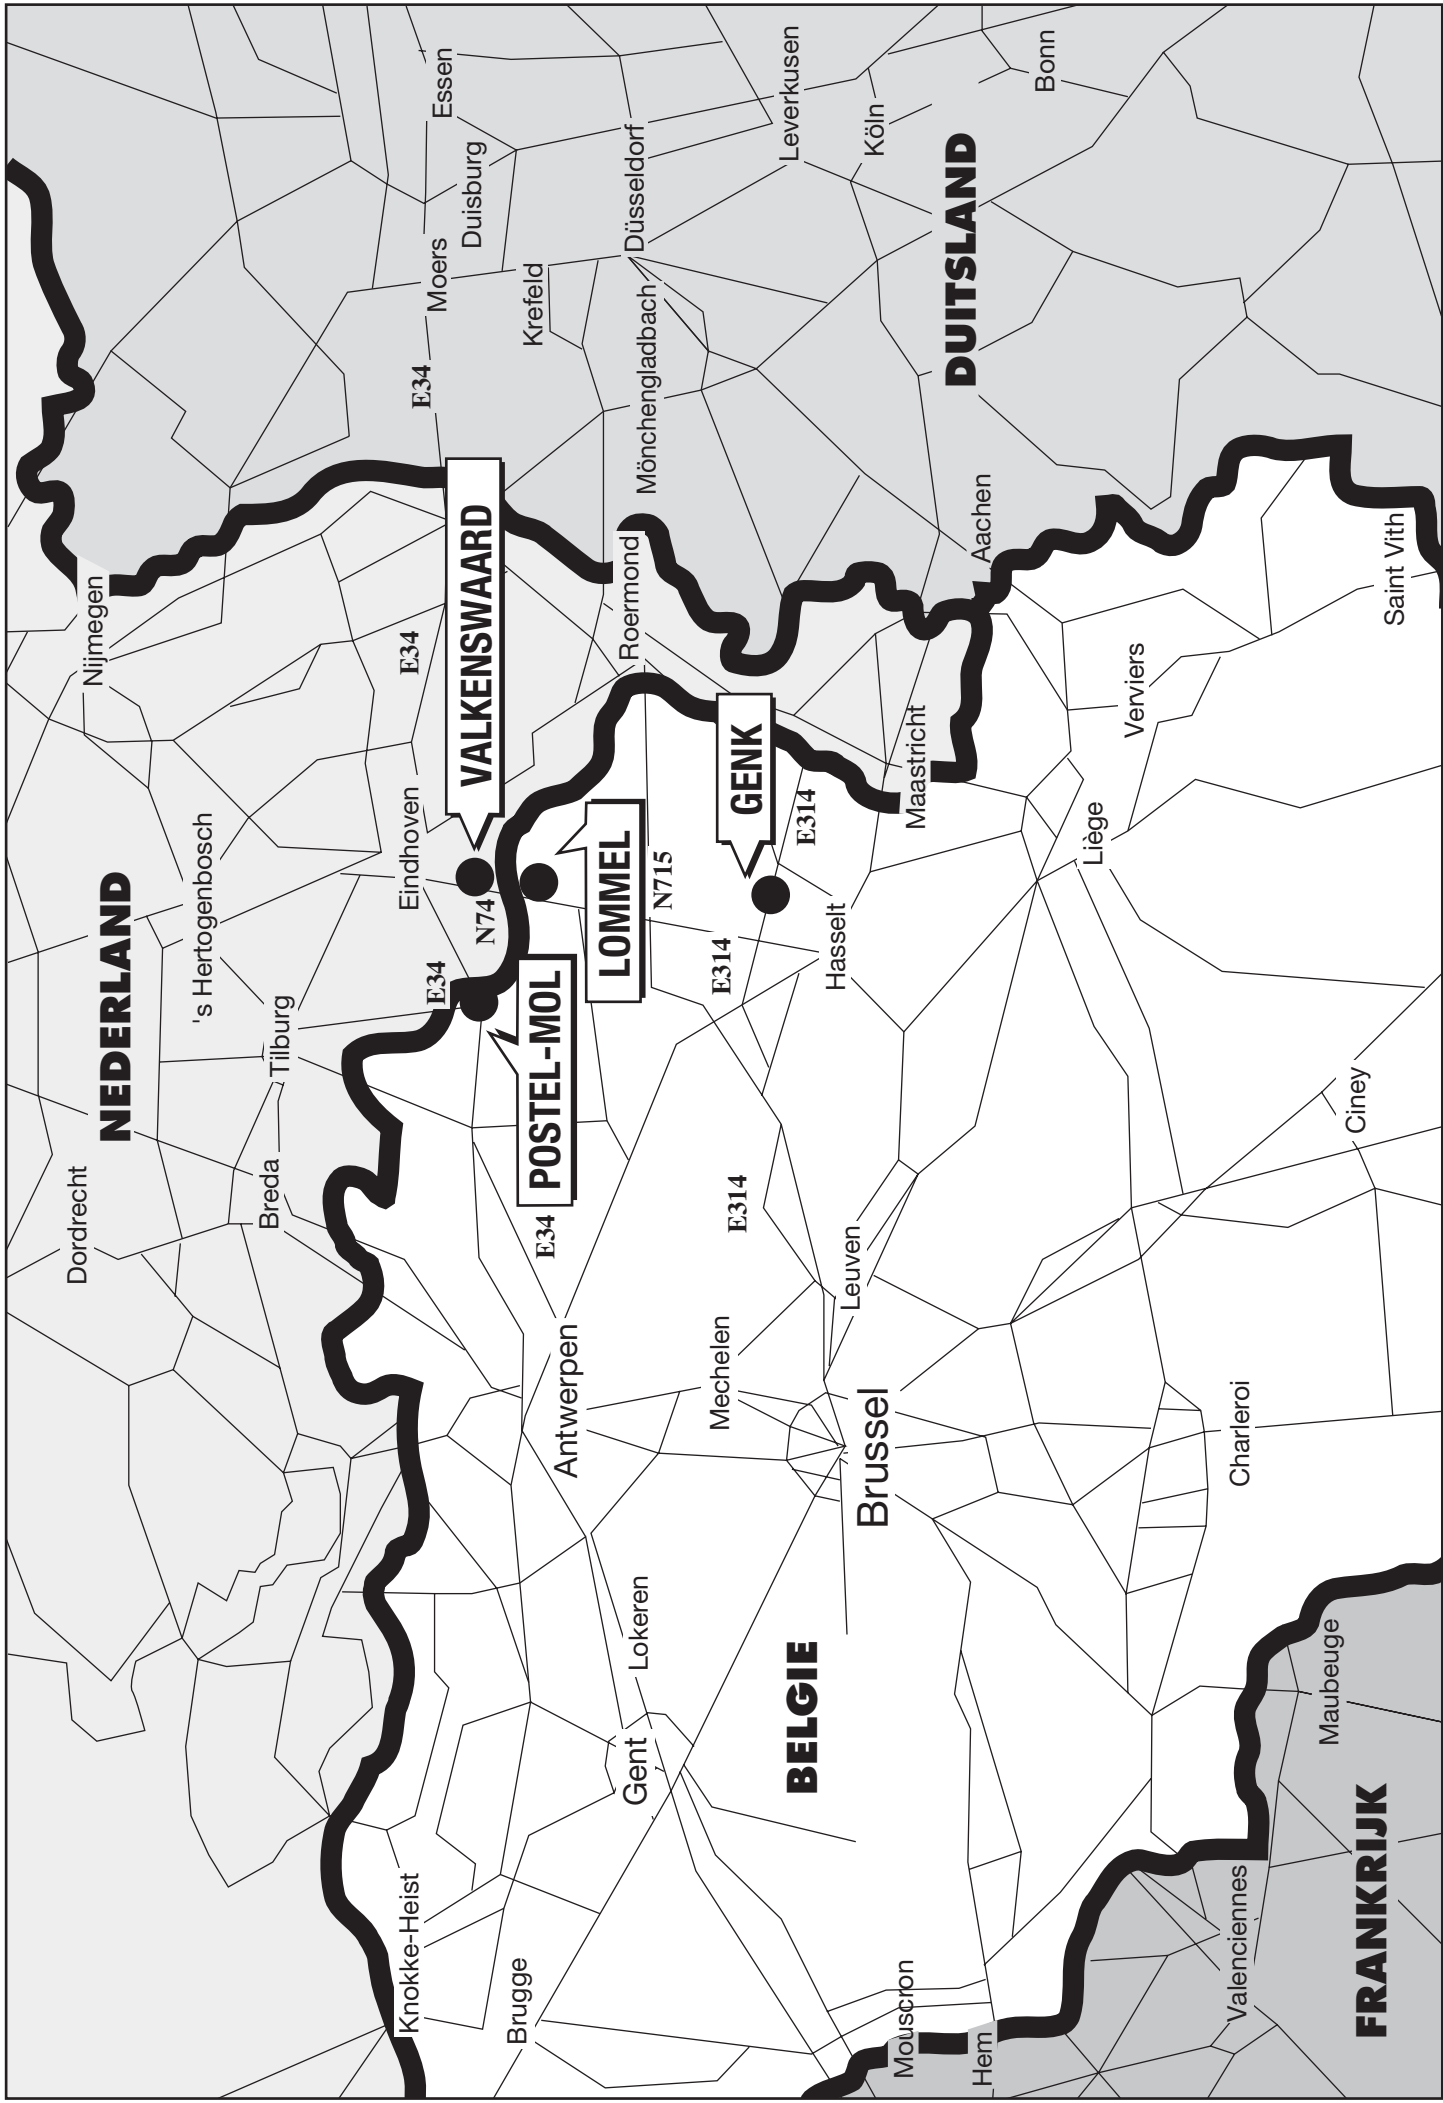 Dordrecht
Nijmegen
NEDERLAND
's Hertogenbosch
Breda
Tilburg
Knokke-Heist
Eindhoven
E34
E34
E34
Moers
Essen
N74
VALKENSWAARD
Duisburg
Brugge
E34
POSTEL-MOL
Krefeld
Antwerpen
LOMMEL
Gent
Lokeren
Roermond
Mönchengladbach
Düsseldorf
N715
Mechelen
E314
E314
GENK
BELGIE
E314
Leverkusen
Leuven
Hasselt
Brussel
Köln
Mouscron
Maastricht
DUITSLAND
Hem
Aachen
Bonn
Liège
Verviers
Valenciennes
Charleroi
Maubeuge
Ciney
FRANKRIJK
Saint Vith